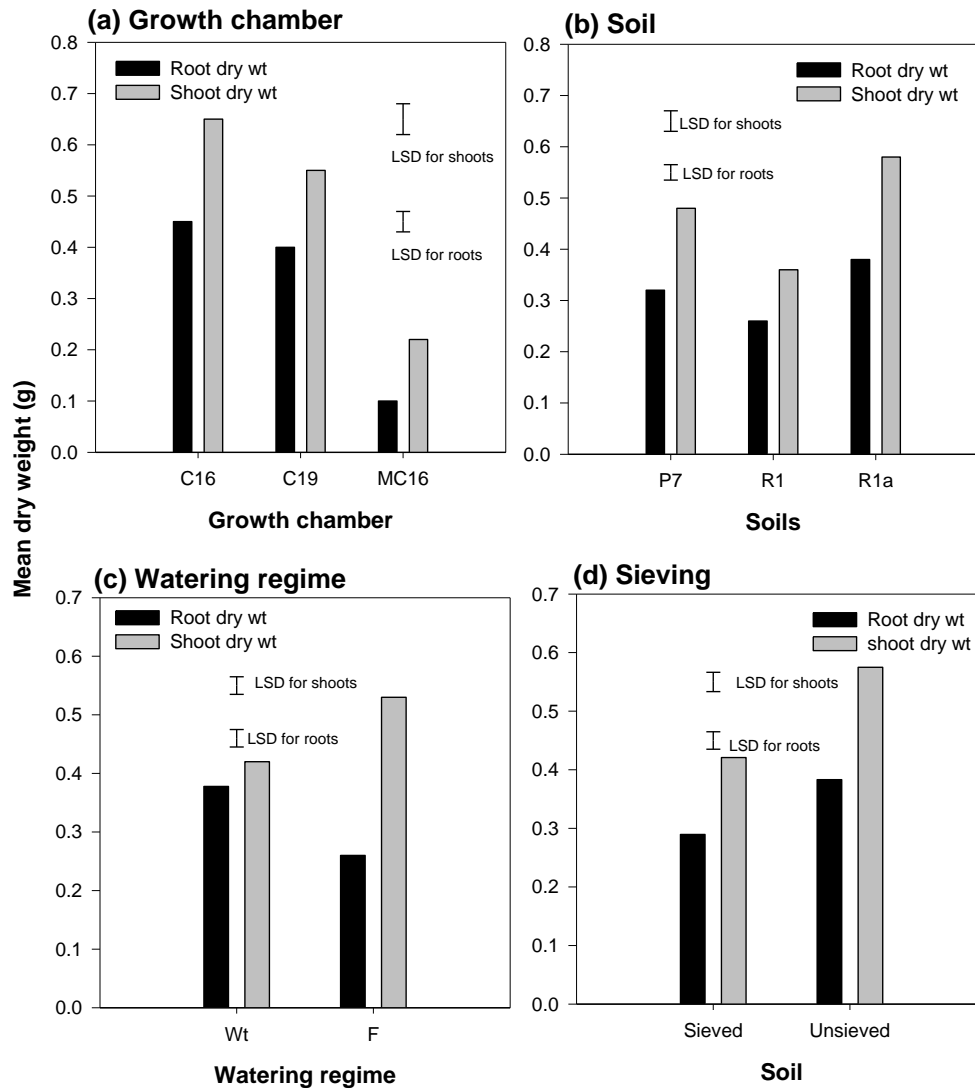 (a) Growth chamber
0.8
0.7
0.6
0.5
0.4
0.3
0.2
0.1
0.0
Root dry wt
Shoot dry wt
LSD for shoots
LSD for roots
C16 C19 MC16
Growth chamber
(b) Soil
0.8
0.7
0.6
0.5
0.4
0.3
0.2
0.1
0.0
Root dry wt
Shoot dry wt
LSD for shoots
LSD for roots
P7 R1 R1a
Soils
Mean dry weight (g)
(c) Watering regime
0.7
0.6
0.5
0.4
0.3
0.2
0.1
0.0
Root dry wt
Shoot dry wt
LSD for shoots
LSD for roots
Wt F
Watering regime
(d) Sieving
0.7
0.6
0.5
0.4
0.3
0.2
0.1
0.0
Root dry wt
shoot dry wt
LSD for shoots
LSD for roots
Sieved Unsieved
Soil